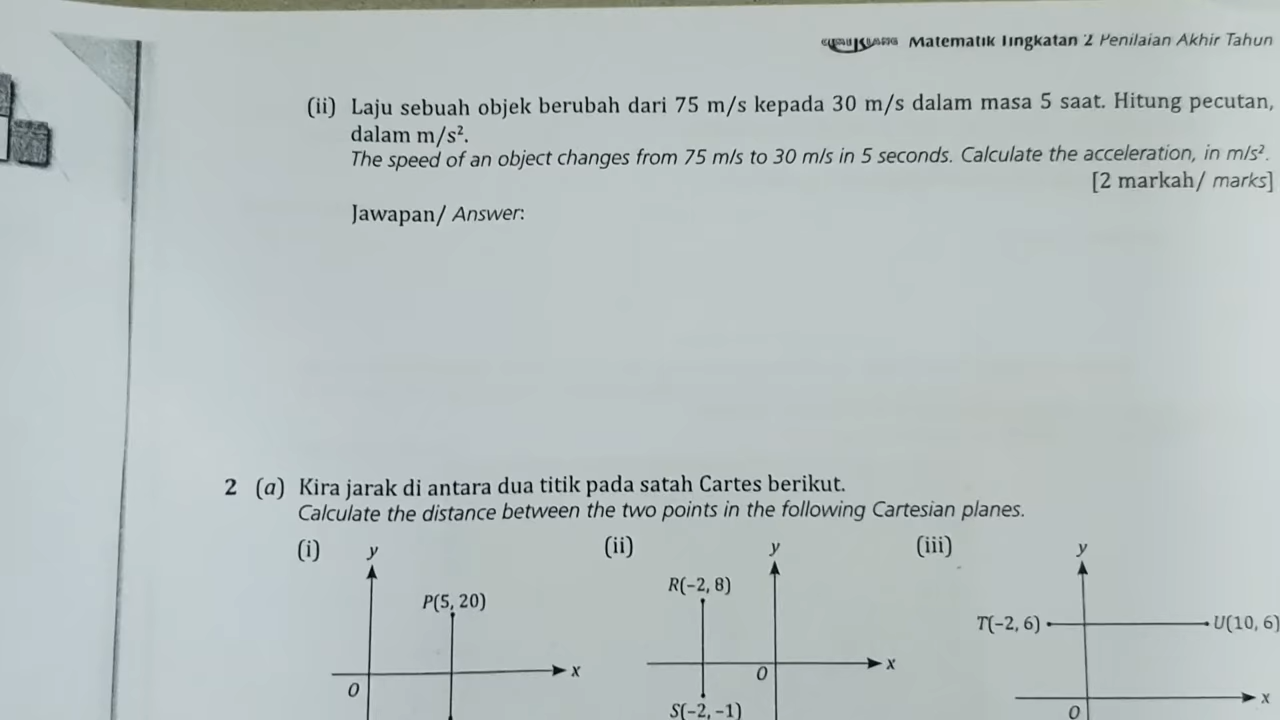 Matematik Tingkatan 2 Penilaian Akhir Tahun
(ii) Laju sebuah objek berubah dari 75 m/s kepada 30 m/s dalam masa 5 saat. Hitung pecutan,
dalam m/s².
The speed of an object changes from 75 m/s to 30 m/s in 5 seconds. Calculate the acceleration, in m/s².
[2 markah/ marks]
Jawapan/ Answer:
2 (a) Kira jarak di antara dua titik pada satah Cartes berikut.
Calculate the distance between the two points in the following Cartesian planes.
(i) y (ii) y (iii) y
R(–2, 8)
P(5, 20)
T(–2, 6) U(10, 6)
x x
O O
x
S(–2, –1) O